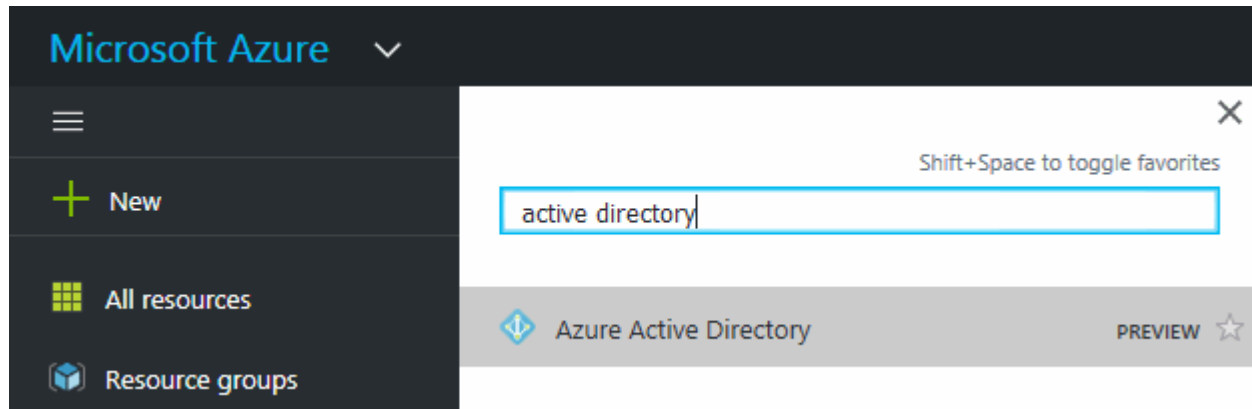 Microsoft Azure
Shift+Space to toggle favorites
New
active directory
All resources
Azure Active Directory PREVIEW
Resource groups